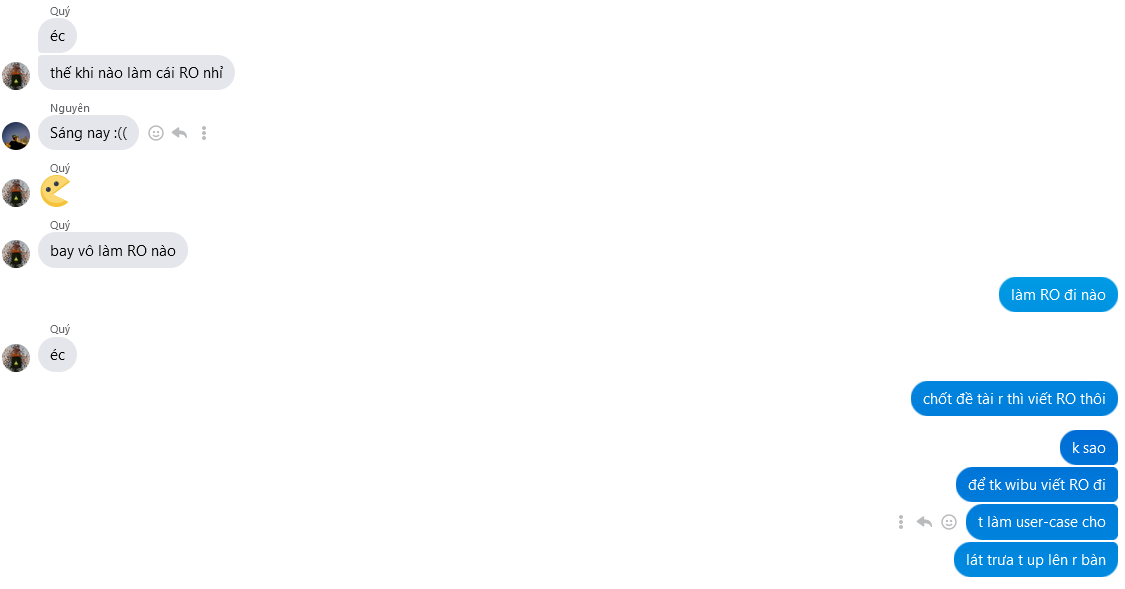 Quý
éc
thế khi nào làm cái RO nhỉ
Nguyên
Sáng nay :((
Quý
Quý
bay vô làm RO nào
làm RO đi nào
Quý
éc
chốt đề tài r thì viết RO thôi
k sao
để tk wibu viết RO đi
t làm user-case cho
lát trưa t up lên r bàn